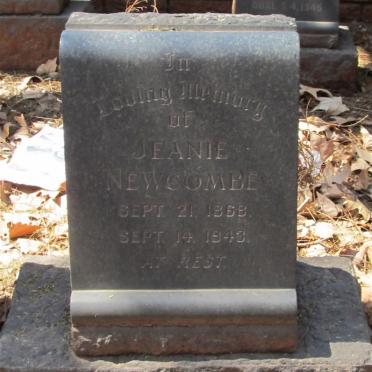 In
Loving Memory
of
JEANIE
NEWCOMBE
SEPT. 21. 1868.
SEPT. 14. 1943.
AT REST